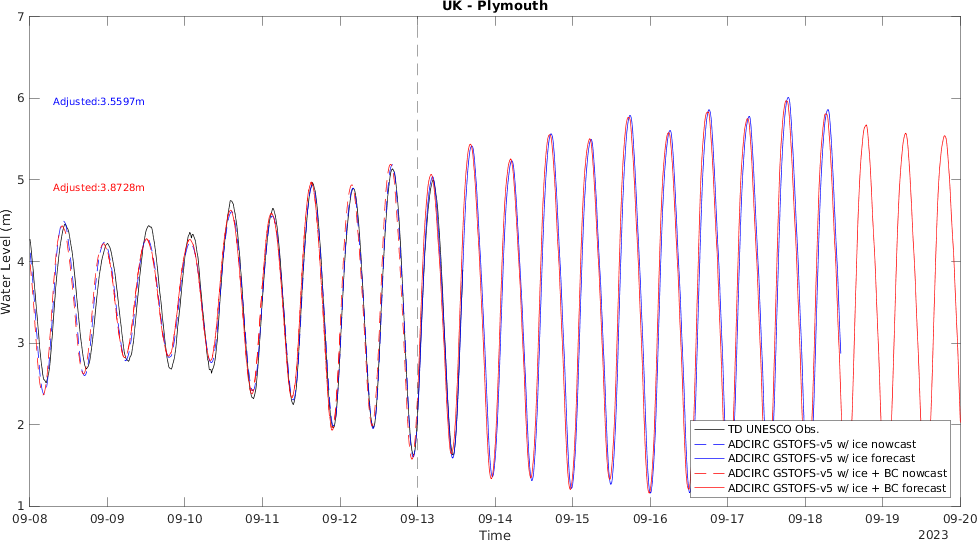 UK - Plymouth
7
6
5
4
3
2
1
Water Level (m)
Adjusted:3.5597m
Adjusted:3.8728m
TD UNESCO Obs.
ADCIRC GSTOFS-v5 w/ ice nowcast
ADCIRC GSTOFS-v5 w/ ice forecast
ADCIRC GSTOFS-v5 w/ ice + BC nowcast
ADCIRC GSTOFS-v5 w/ ice + BC forecast
09-08 09-09 09-10 09-11 09-12 09-13 09-14 09-15 09-16 09-17 09-18 09-19 09-20
Time
2023